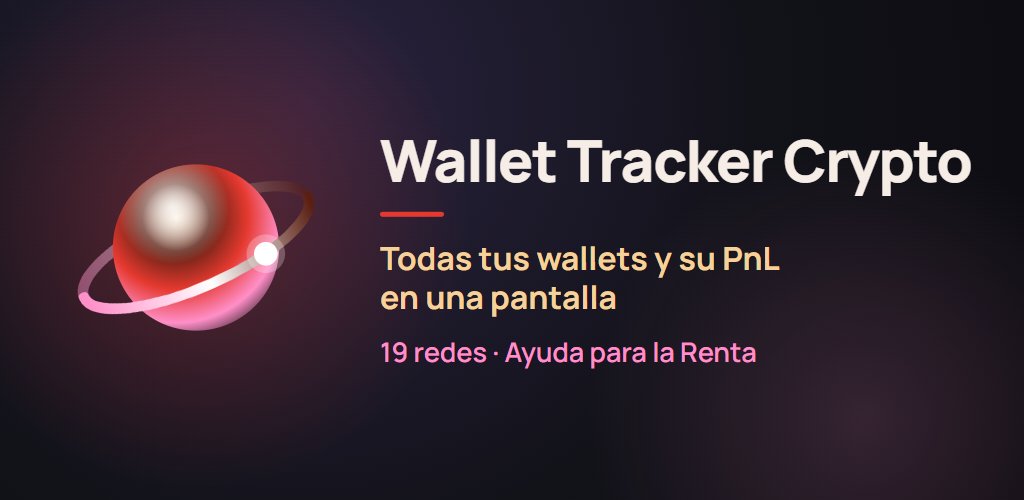 Wallet Tracker Crypto
Todas tus wallets y su PnL
en una pantalla
19 redes · Ayuda para la Renta